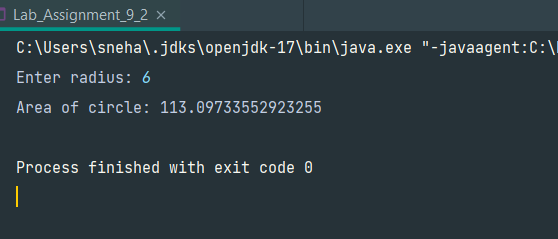 Lab_Assignment_9_2 ×
C:\Users\sneha\.jdks\openjdk-17\bin\java.exe "-javaagent:C:\
Enter radius: 6
Area of circle: 113.09733552923255
Process finished with exit code 0